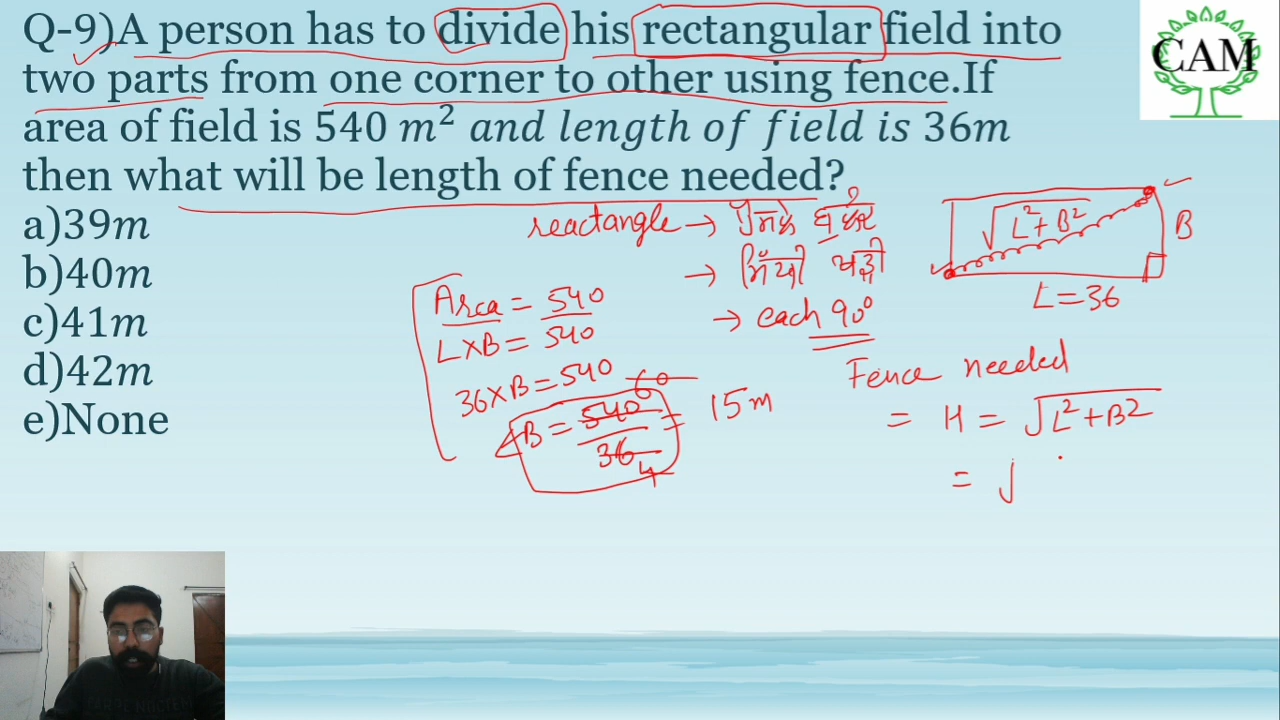 Q-9)A person has to divide his rectangular field into
two parts from one corner to other using fence.If
area of field is 540 m² and length of field is 36m
then what will be length of fence needed?
a)39m
b)40m
c)41m
d)42m
e)None
CAM
reactangle →
→
→ each 90°
Area = 540
L×B = 540
36×B = 540
B = 540/36 = 15m
60
4
√L²+B²
B
L=36
Fence needed
= H = √L²+B²
= √